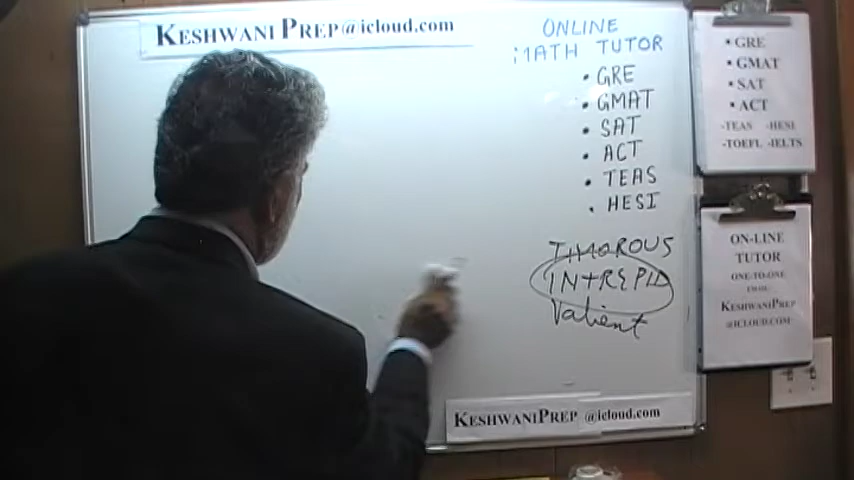 KESHWANI PREP@icloud.com
ONLINE
MATH TUTOR
• GRE
• GMAT
• SAT
• ACT
• TEAS
• HESI
TIMOROUS
INTREPID
Valient
KESHWANIPREP @icloud.com
• GRE
• GMAT
• SAT
• ACT
-TEAS -HESI
-TOEFL -IELTS
ON-LINE
TUTOR
ONE-TO-ONE
KESHWANIPREP
@ICLOUD.COM